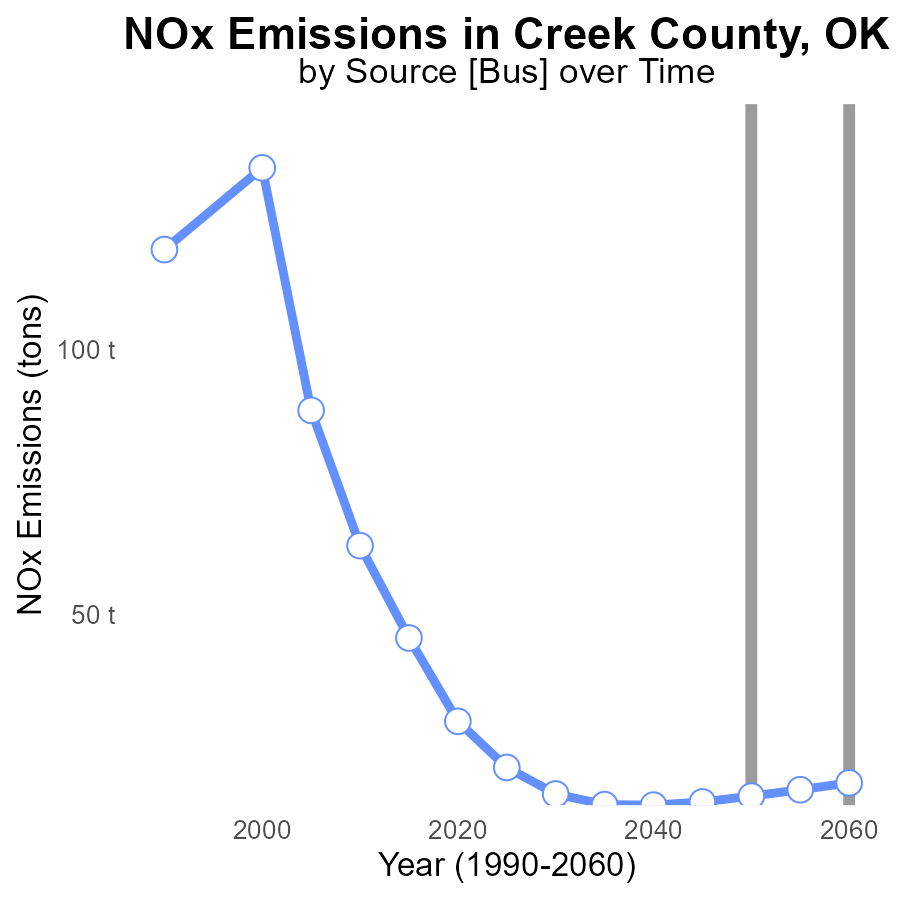 NOx Emissions in Creek County, OK
by Source [Bus] over Time
NOx Emissions (tons)
100 t
50 t
2000
2020
2040
2060
Year (1990-2060)